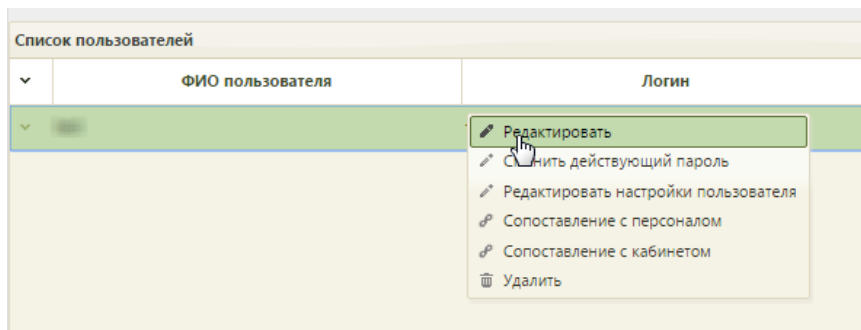 Список пользователей
ФИО пользователя
Логин
Редактировать
Сменить действующий пароль
Редактировать настройки пользователя
Сопоставление с персоналом
Сопоставление с кабинетом
Удалить